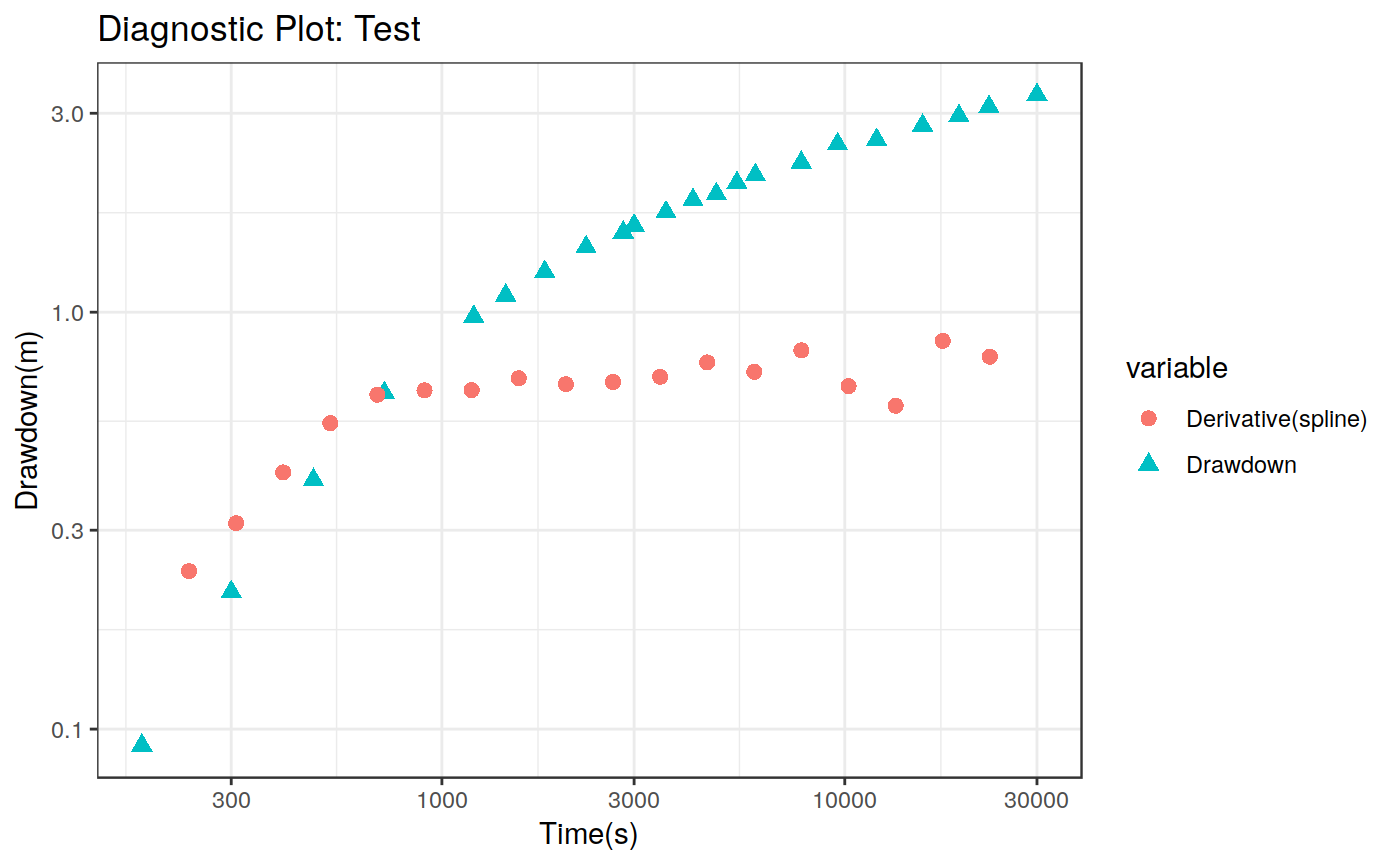 Diagnostic Plot: Test
Drawdown(m)
3.0
1.0
0.3
0.1
300
1000
3000
10000
30000
Time(s)
variable
Derivative(spline)
Drawdown